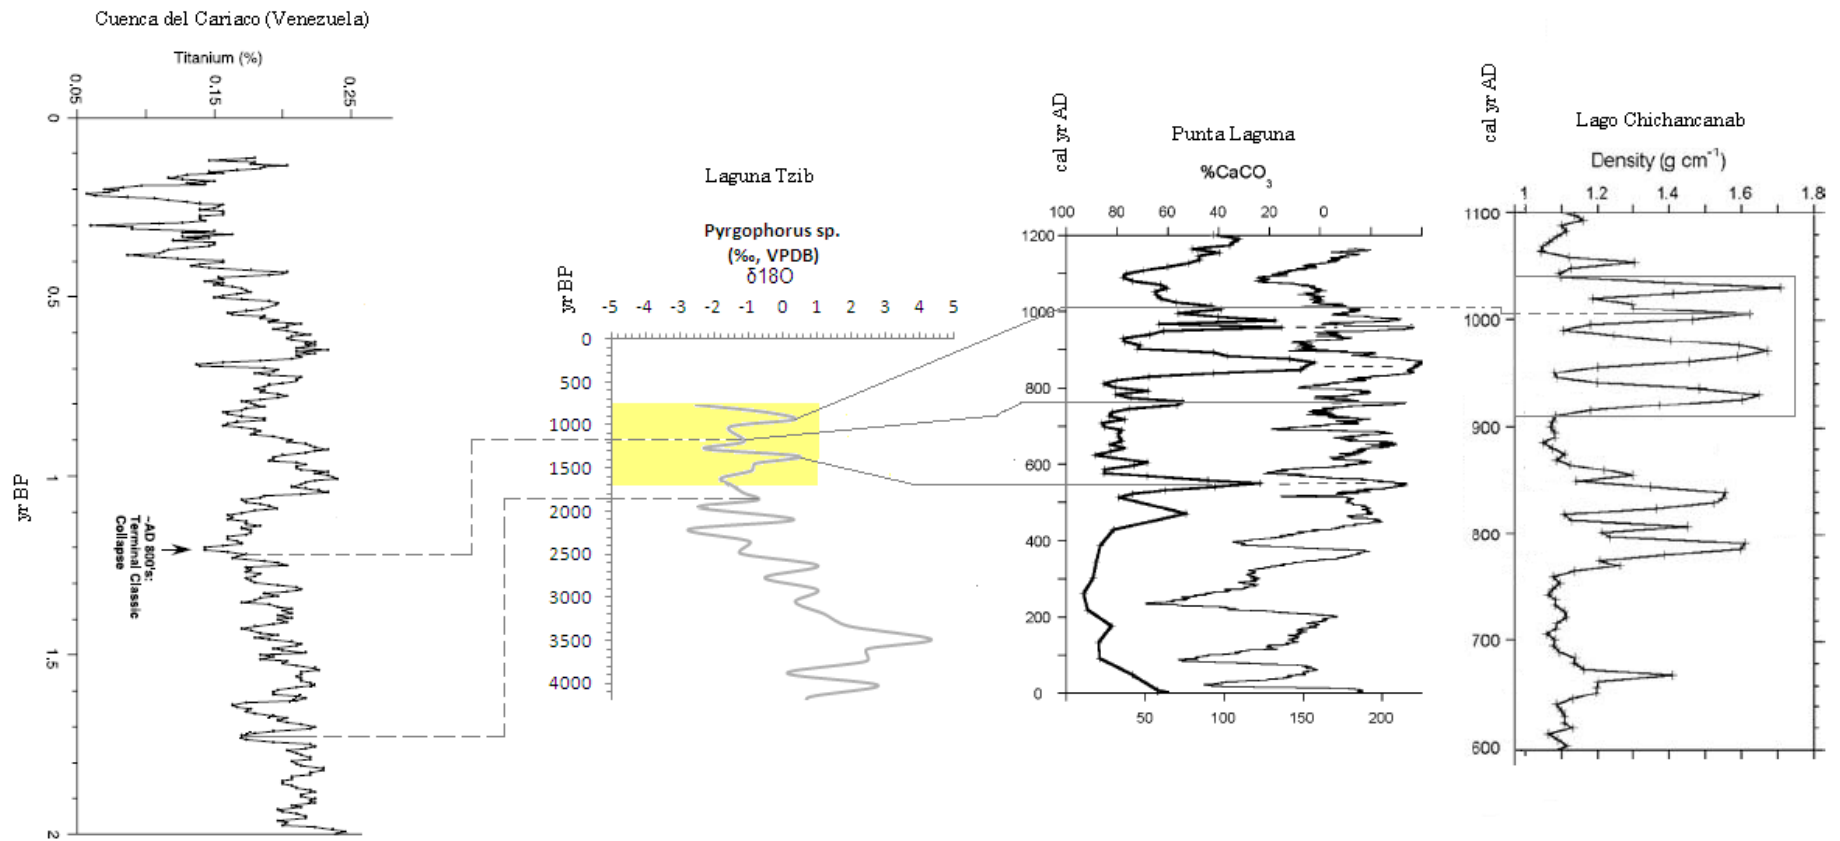 Cuenca del Cariaco (Venezuela)
Titanium (%)
0.05
0.15
0.25
0
0.5
1
1.5
2
yr BP
~AD 800's:
Terminal Classic
Collapse
Laguna Tzib
Pyrgophorus sp.
(‰, VPDB)
δ18O
yr BP
-5 -4 -3 -2 -1 0 1 2 3 4 5
0
500
1000
1500
2000
2500
3000
3500
4000
cal yr AD
Punta Laguna
%CaCO3
100 80 60 40 20 0
1200
1000
800
600
400
200
0
50 100 150 200
cal yr AD
Lago Chichancanab
Density (g cm⁻¹)
1 1.2 1.4 1.6 1.8
1100
1000
900
800
700
600